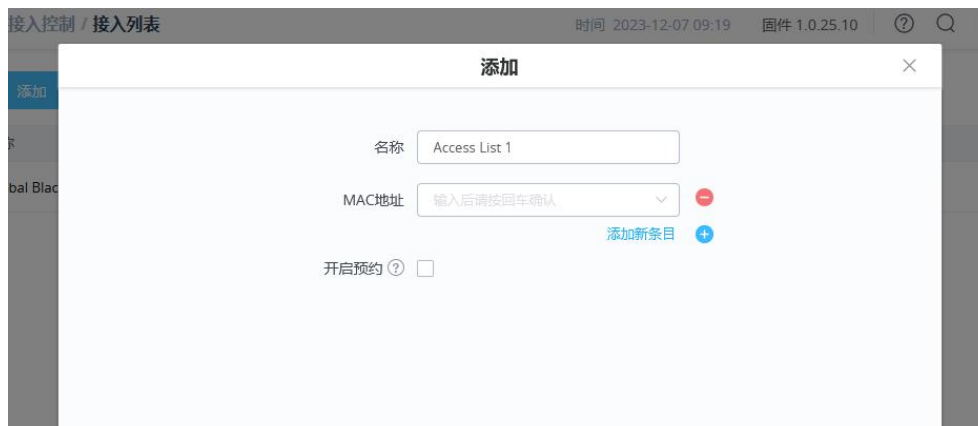 接入控制 / 接入列表
时间 2023-12-07 09:19
固件 1.0.25.10
添加
添加
名称
Access List 1
bal Blac
MAC地址
输入后请按回车确认
添加新条目
开启预约